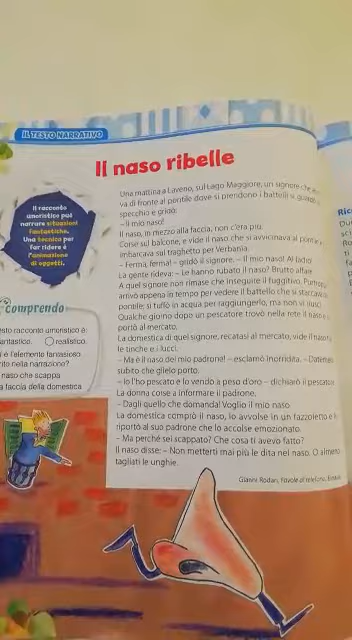 IL TESTO NARRATIVO
Il naso ribelle
Il racconto
umoristico può
narrare situazioni
fantastiche.
Una tecnica per
far ridere è
l'animazione
di oggetti.
Una mattina a Laveno, sul Lago Maggiore, un signore che
va di fronte al pontile dove si prendono i battelli si guardò
specchio e gridò:
– Il mio naso!
Il naso, in mezzo alla faccia, non c'era più.
Corse sul balcone, e vide il naso che si avvicinava al pontile
imbarcava sul traghetto per Verbania.
– Ferma, ferma! – gridò il signore. – Il mio naso! Al ladro!
La gente rideva: – Le hanno rubato il naso? Brutto affare
A quel signore non rimase che inseguire il fuggitivo. Purtroppo
arrivò appena in tempo per vedere il battello che si staccava
pontile; si tuffò in acqua per raggiungerlo, ma non vi riuscì
Qualche giorno dopo un pescatore trovò nella rete il naso e
portò al mercato.
La domestica di quel signore, recatasi al mercato, vide il naso
le tinche e i lucci.
– Ma è il naso del mio padrone! – esclamò inorridita. – Datemelo
subito che glielo porto.
– Io l'ho pescato e lo vendo a peso d'oro – dichiarò il pescatore
La donna corse a informare il padrone.
– Dagli quello che domanda! Voglio il mio naso.
La domestica comprò il naso, lo avvolse in un fazzoletto e
riportò al suo padrone che lo accolse emozionato.
– Ma perché sei scappato? Che cosa ti avevo fatto?
Il naso disse: – Non metterti mai più le dita nel naso. O almeno
tagliati le unghie.
Gianni Rodari, Favole al telefono, Einaudi
comprendo
esto racconto umoristico è:
fantastico. realistico.
è l'elemento fantasioso
rito nella narrazione?
naso che scappa
a faccia della domestica